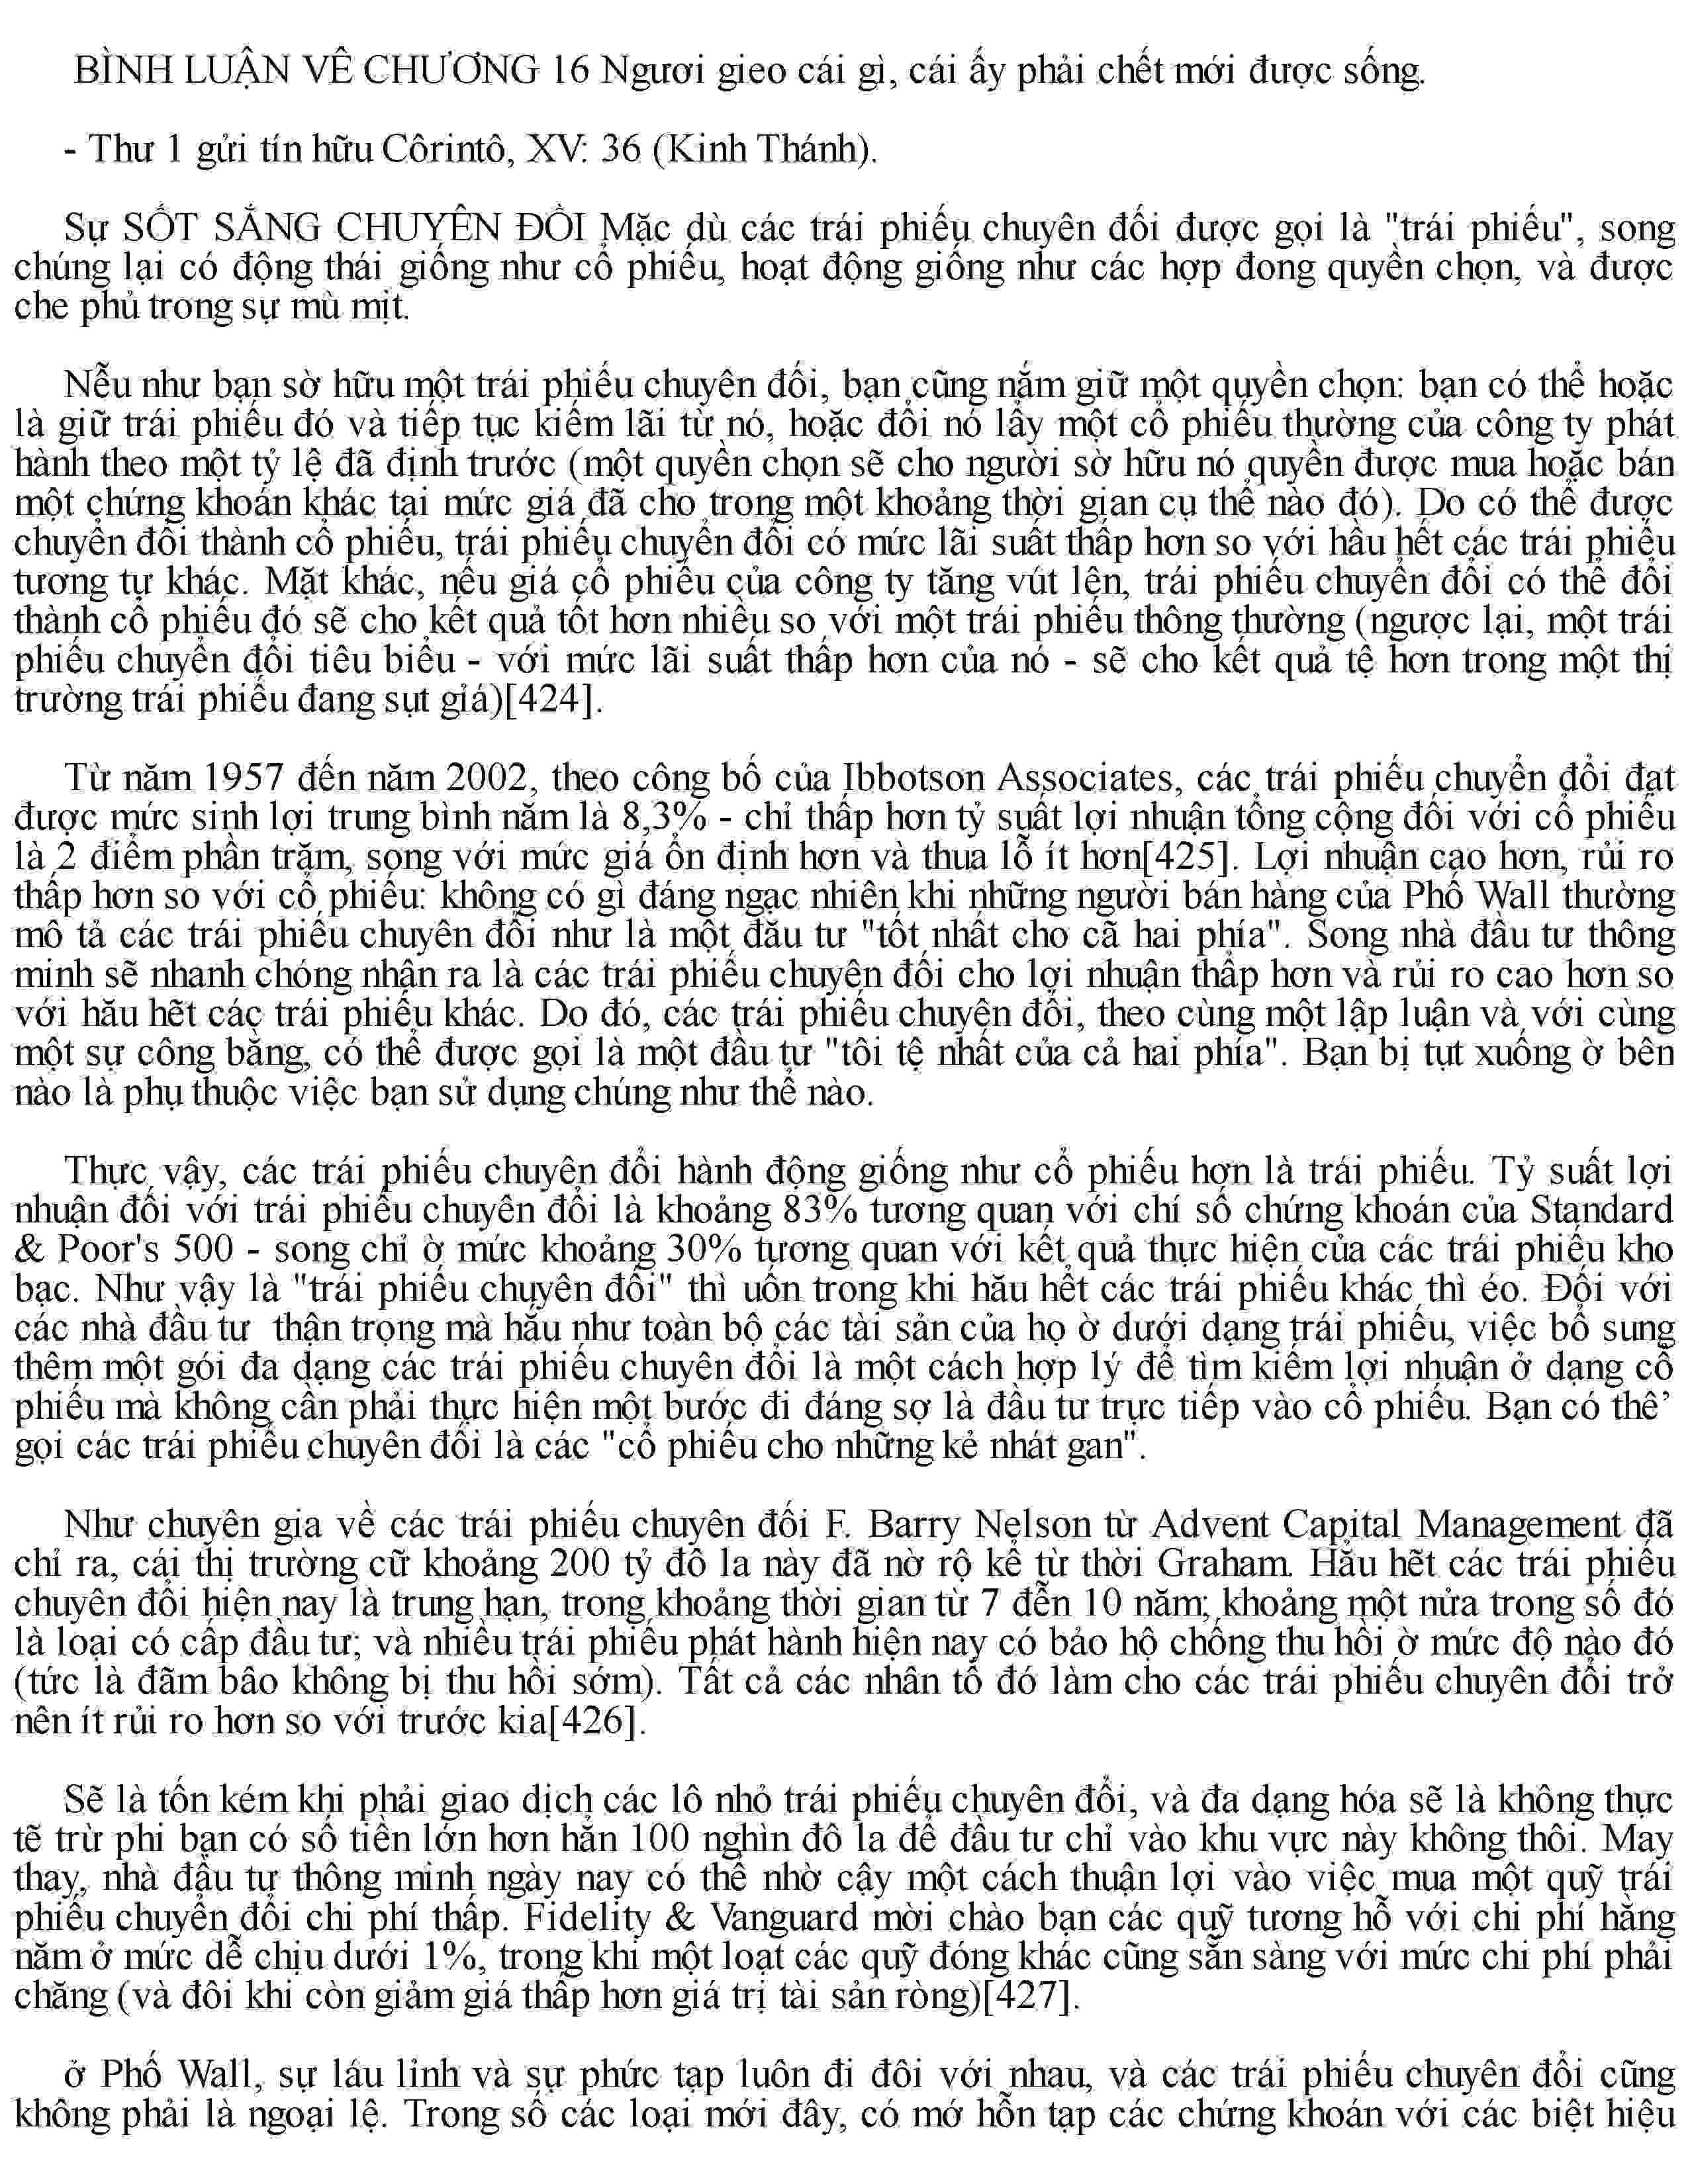 BÌNH LUẬN VÊ CHƯƠNG 16 Ngươi gieo cái gì, cái ấy phải chết mới được sống.
- Thư 1 gửi tín hữu Côrintô, XV: 36 (Kinh Thánh).
Sự SỐT SẮNG CHUYÊN ĐỒI Mặc dù các trái phiếu chuyên đối được gọi là "trái phiếu", song
chúng lại có động thái giống như cổ phiếu, hoạt động giống như các hợp đong quyền chọn, và được
che phủ trong sự mù mịt.
Nễu như bạn sờ hữu một trái phiếu chuyên đối, bạn cũng nắm giữ một quyền chọn: bạn có thể hoặc
là giữ trái phiếu đó và tiếp tục kiếm lãi từ nó, hoặc đổi nó lấy một cổ phiếu thường của công ty phát
hành theo một tỷ lệ đã định trước (một quyền chọn sẽ cho người sờ hữu nó quyền được mua hoặc bán
một chứng khoán khác tại mức giá đã cho trong một khoảng thời gian cụ thể nào đó). Do có thể được
chuyển đổi thành cổ phiếu, trái phiếu chuyển đổi có mức lãi suất thấp hơn so với hầu hết các trái phiếu
tương tự khác. Mặt khác, nếu giá cổ phiếu của công ty tăng vút lên, trái phiếu chuyển đổi có thể đổi
thành cổ phiếu đó sẽ cho kết quả tốt hơn nhiều so với một trái phiếu thông thường (ngược lại, một trái
phiếu chuyển đổi tiêu biểu - với mức lãi suất thấp hơn của nó - sẽ cho kết quả tệ hơn trong một thị
trường trái phiếu đang sụt giá)[424].
Từ năm 1957 đến năm 2002, theo công bố của Ibbotson Associates, các trái phiếu chuyển đổi đạt
được mức sinh lợi trung bình năm là 8,3% - chỉ thấp hơn tỷ suất lợi nhuận tổng cộng đối với cổ phiếu
là 2 điểm phần trăm, song với mức giá ổn định hơn và thua lỗ ít hơn[425]. Lợi nhuận cao hơn, rủi ro
thấp hơn so với cổ phiếu: không có gì đáng ngạc nhiên khi những người bán hàng của Phố Wall thường
mô tả các trái phiếu chuyên đổi như là một đầu tư "tốt nhất cho cã hai phía". Song nhà đầu tư thông
minh sẽ nhanh chóng nhận ra là các trái phiếu chuyên đổi cho lợi nhuận thấp hơn và rủi ro cao hơn so
với hầu hẽt các trái phiếu khác. Do đó, các trái phiếu chuyên đổi, theo cùng một lập luận và với cùng
một sự công bằng, có thể được gọi là một đầu tư "tôi tệ nhất của cả hai phía". Bạn bị tụt xuống ờ bên
nào là phụ thuộc việc bạn sử dụng chúng như thế nào.
Thực vậy, các trái phiếu chuyên đổi hành động giống như cổ phiếu hơn là trái phiếu. Tỷ suất lợi
nhuận đối với trái phiếu chuyên đổi là khoảng 83% tương quan với chí số chứng khoán của Standard
& Poor's 500 - song chỉ ờ mức khoảng 30% tương quan với kết quả thực hiện của các trái phiếu kho
bạc. Như vậy là "trái phiếu chuyên đổi" thì uốn trong khi hầu hết các trái phiếu khác thì éo. Đối với
các nhà đầu tư thận trọng mà hầu như toàn bộ các tài sản của họ ờ dưới dạng trái phiếu, việc bổ sung
thêm một gói đa dạng các trái phiếu chuyên đổi là một cách hợp lý để tìm kiếm lợi nhuận ở dạng cổ
phiếu mà không cần phải thực hiện một bước đi đáng sợ là đầu tư trực tiếp vào cổ phiếu. Bạn có thê’
gọi các trái phiếu chuyên đổi là các "cổ phiếu cho những kẻ nhát gan".
Như chuyên gia về các trái phiếu chuyên đối F. Barry Nelson từ Advent Capital Management đã
chỉ ra, cái thị trường cữ khoảng 200 tỷ đô la này đã nờ rộ kể từ thời Graham. Hầu hẽt các trái phiếu
chuyên đổi hiện nay là trung hạn, trong khoảng thời gian từ 7 đễn 10 năm; khoảng một nửa trong số đó
là loại có cấp đầu tư; và nhiều trái phiếu phát hành hiện nay có bảo hộ chống thu hồi ờ mức độ nào đó
(tức là đãm bâo không bị thu hồi sớm). Tất cả các nhân tố đó làm cho các trái phiếu chuyên đổi trở
nên ít rủi ro hơn so với trước kia[426].
Sẽ là tốn kém khi phải giao dịch các lô nhỏ trái phiếu chuyên đổi, và đa dạng hóa sẽ là không thực
tẽ trừ phi bạn có số tiền lớn hơn hẳn 100 nghìn đô la để đầu tư chỉ vào khu vực này không thôi. May
thay, nhà đầu tư thông minh ngày nay có thể nhờ cậy một cách thuận lợi vào việc mua một quỹ trái
phiếu chuyển đổi chi phí thấp. Fidelity & Vanguard mời chào bạn các quỹ tương hỗ với chi phí hằng
năm ở mức dễ chịu dưới 1%, trong khi một loạt các quỹ đóng khác cũng sẵn sàng với mức chi phí phải
chăng (và đôi khi còn giảm giá thấp hơn giá trị tài sản ròng)[427].
ở Phố Wall, sự láu lỉnh và sự phức tạp luôn đi đôi với nhau, và các trái phiếu chuyên đổi cũng
không phải là ngoại lệ. Trong số các loại mới đây, có mớ hỗn tạp các chứng khoán với các biệt hiệu